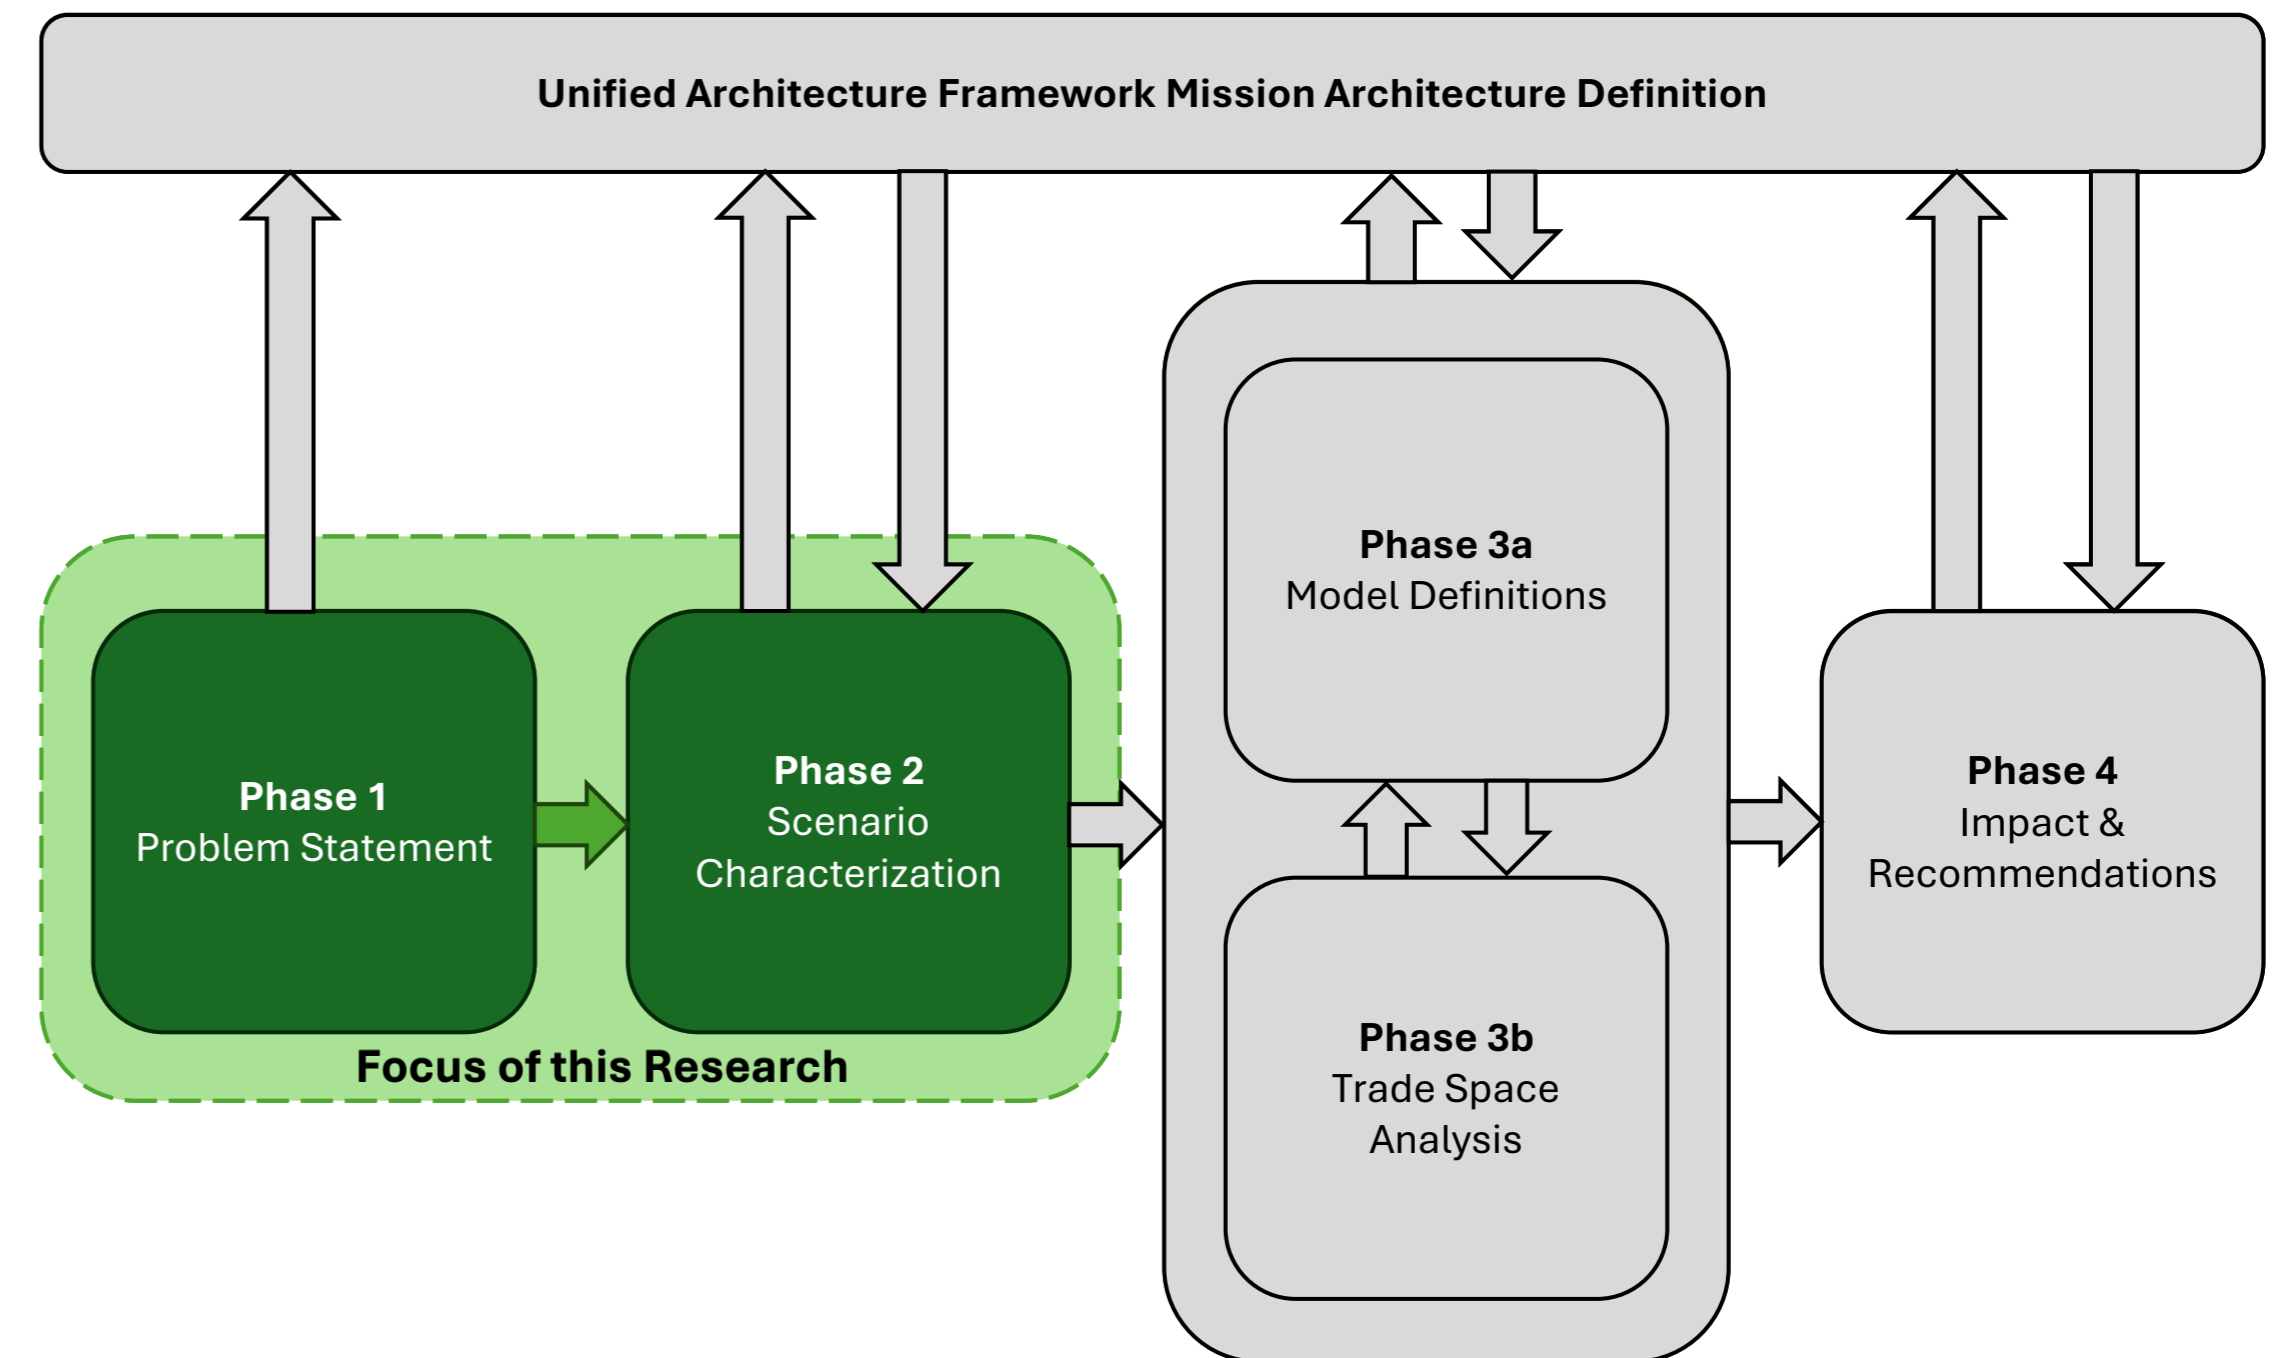 Unified Architecture Framework Mission Architecture Definition
Phase 1
Problem Statement
Phase 2
Scenario
Characterization
Focus of this Research
Phase 3a
Model Definitions
Phase 3b
Trade Space
Analysis
Phase 4
Impact &
Recommendations